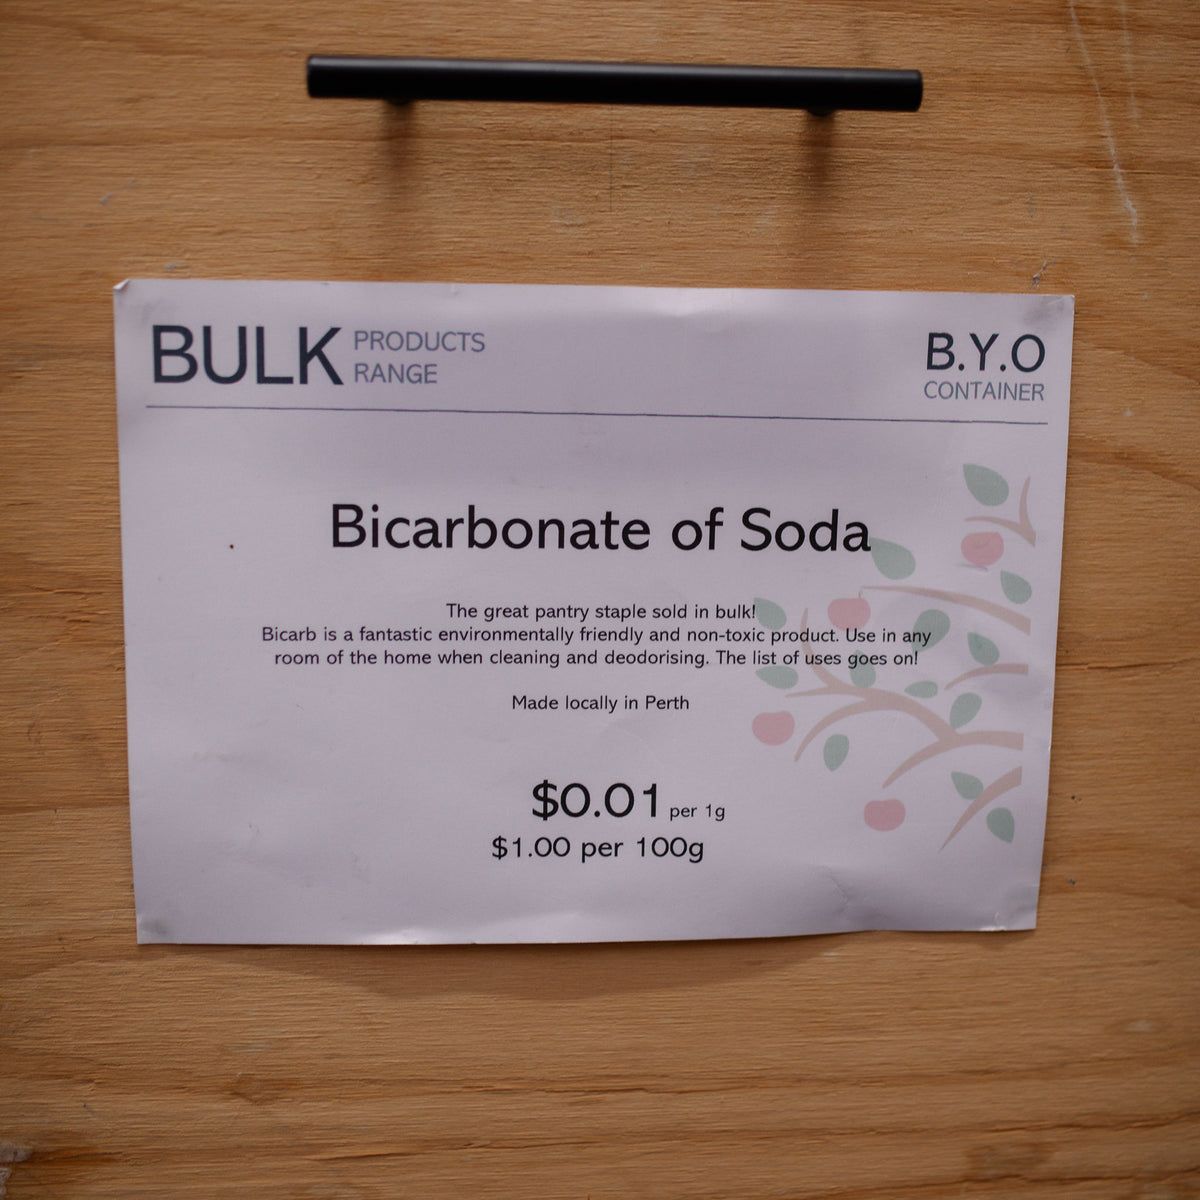 BULK PRODUCTS RANGE
B.Y.O
CONTAINER
Bicarbonate of Soda
The great pantry staple sold in bulk!
Bicarb is a fantastic environmentally friendly and non-toxic product. Use in any
room of the home when cleaning and deodorising. The list of uses goes on!
Made locally in Perth
$0.01 per 1g
$1.00 per 100g